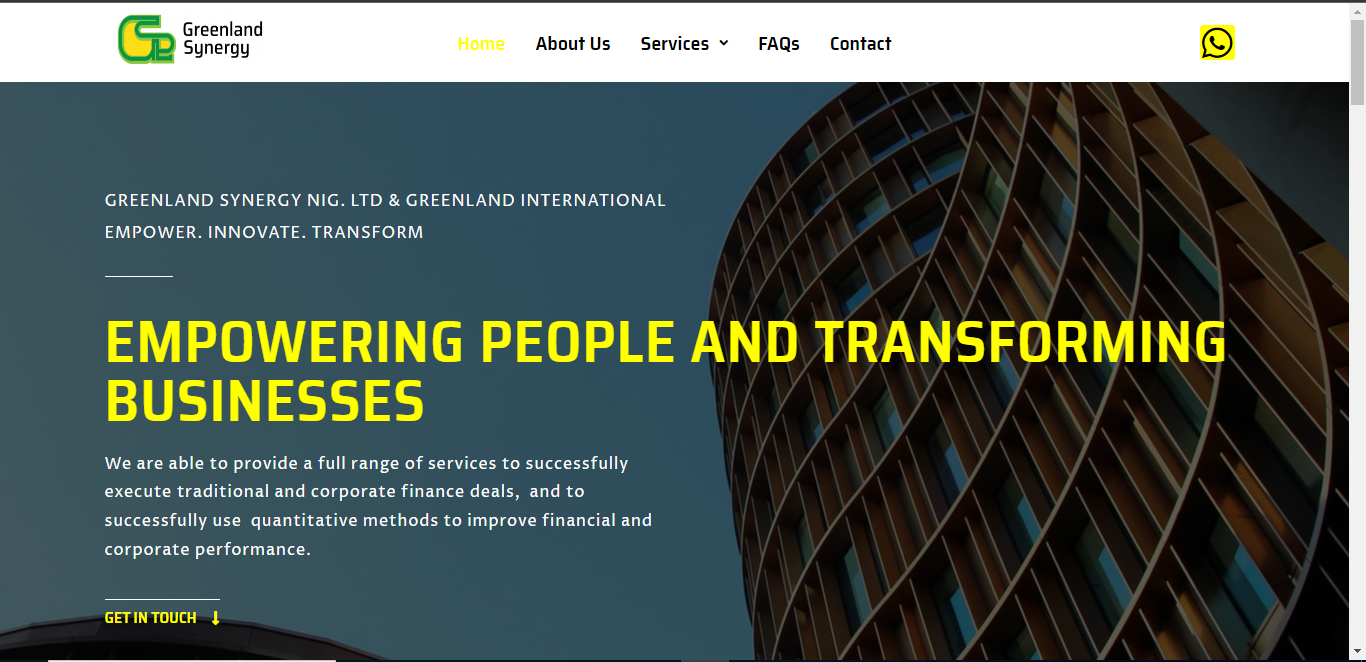 Greenland
Synergy
Home About Us Services FAQs Contact
GREENLAND SYNERGY NIG. LTD & GREENLAND INTERNATIONAL
EMPOWER. INNOVATE. TRANSFORM
EMPOWERING PEOPLE AND TRANSFORMING
BUSINESSES
We are able to provide a full range of services to successfully
execute traditional and corporate finance deals,  and to
successfully use  quantitative methods to improve financial and
corporate performance.
GET IN TOUCH